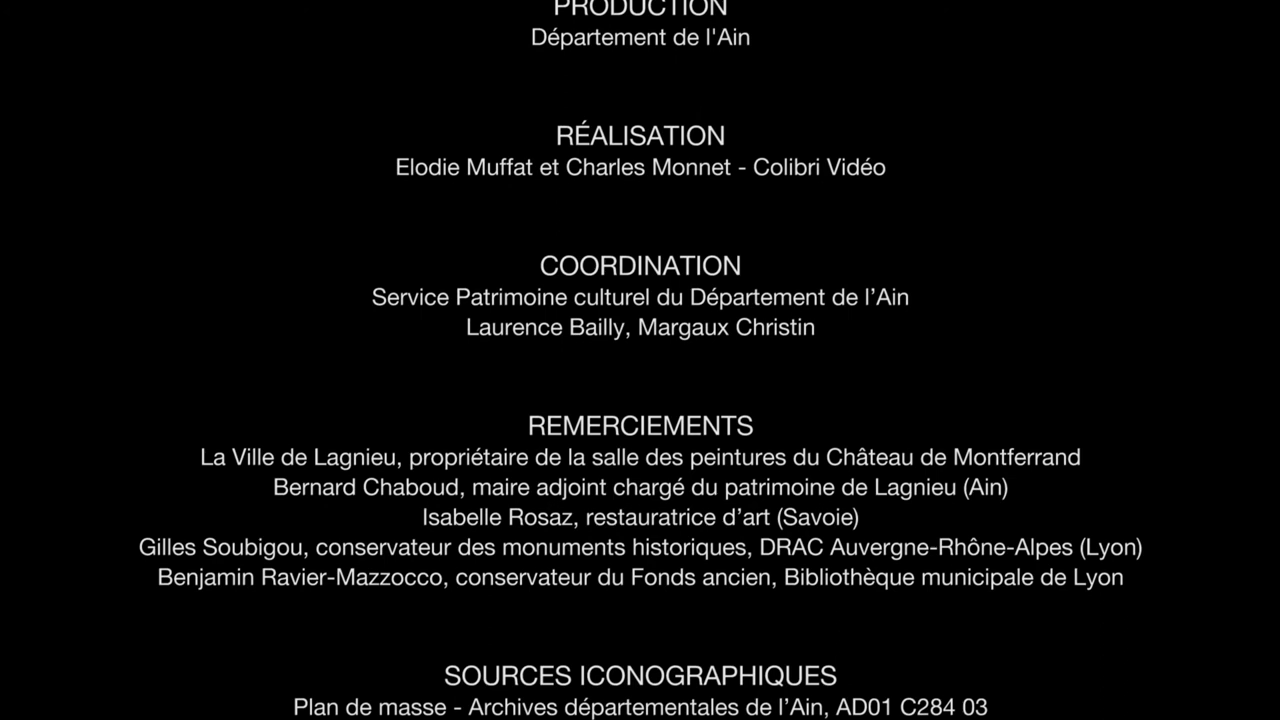 PRODUCTION
Département de l'Ain
RÉALISATION
Elodie Muffat et Charles Monnet - Colibri Vidéo
COORDINATION
Service Patrimoine culturel du Département de l’Ain
Laurence Bailly, Margaux Christin
REMERCIEMENTS
La Ville de Lagnieu, propriétaire de la salle des peintures du Château de Montferrand
Bernard Chaboud, maire adjoint chargé du patrimoine de Lagnieu (Ain)
Isabelle Rosaz, restauratrice d’art (Savoie)
Gilles Soubigou, conservateur des monuments historiques, DRAC Auvergne-Rhône-Alpes (Lyon)
Benjamin Ravier-Mazzocco, conservateur du Fonds ancien, Bibliothèque municipale de Lyon
SOURCES ICONOGRAPHIQUES
Plan de masse - Archives départementales de l’Ain, AD01 C284 03